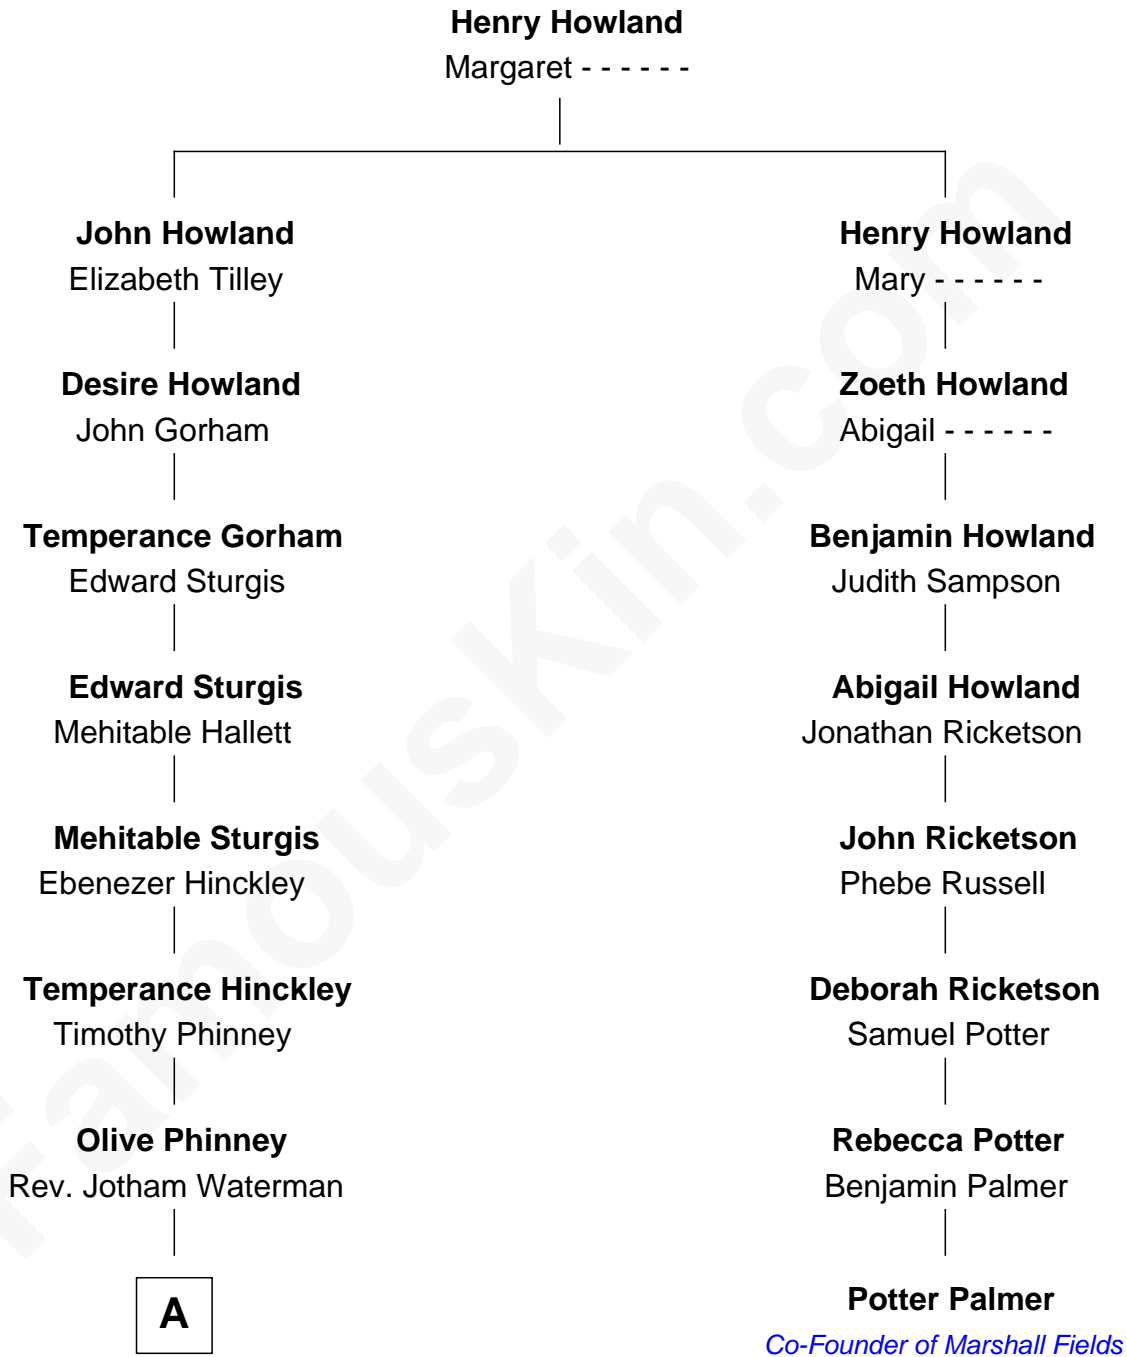 Henry Howland
Margaret - - - - - -
John Howland
Elizabeth Tilley
Henry Howland
Mary - - - - - -
Desire Howland
John Gorham
Zoeth Howland
Abigail - - - - - -
Temperance Gorham
Edward Sturgis
Benjamin Howland
Judith Sampson
Edward Sturgis
Mehitable Hallett
Abigail Howland
Jonathan Ricketson
Mehitable Sturgis
Ebenezer Hinckley
John Ricketson
Phebe Russell
Temperance Hinckley
Timothy Phinney
Deborah Ricketson
Samuel Potter
Olive Phinney
Rev. Jotham Waterman
Rebecca Potter
Benjamin Palmer
A
Potter Palmer
Co-Founder of Marshall Fields
FamousKin.com